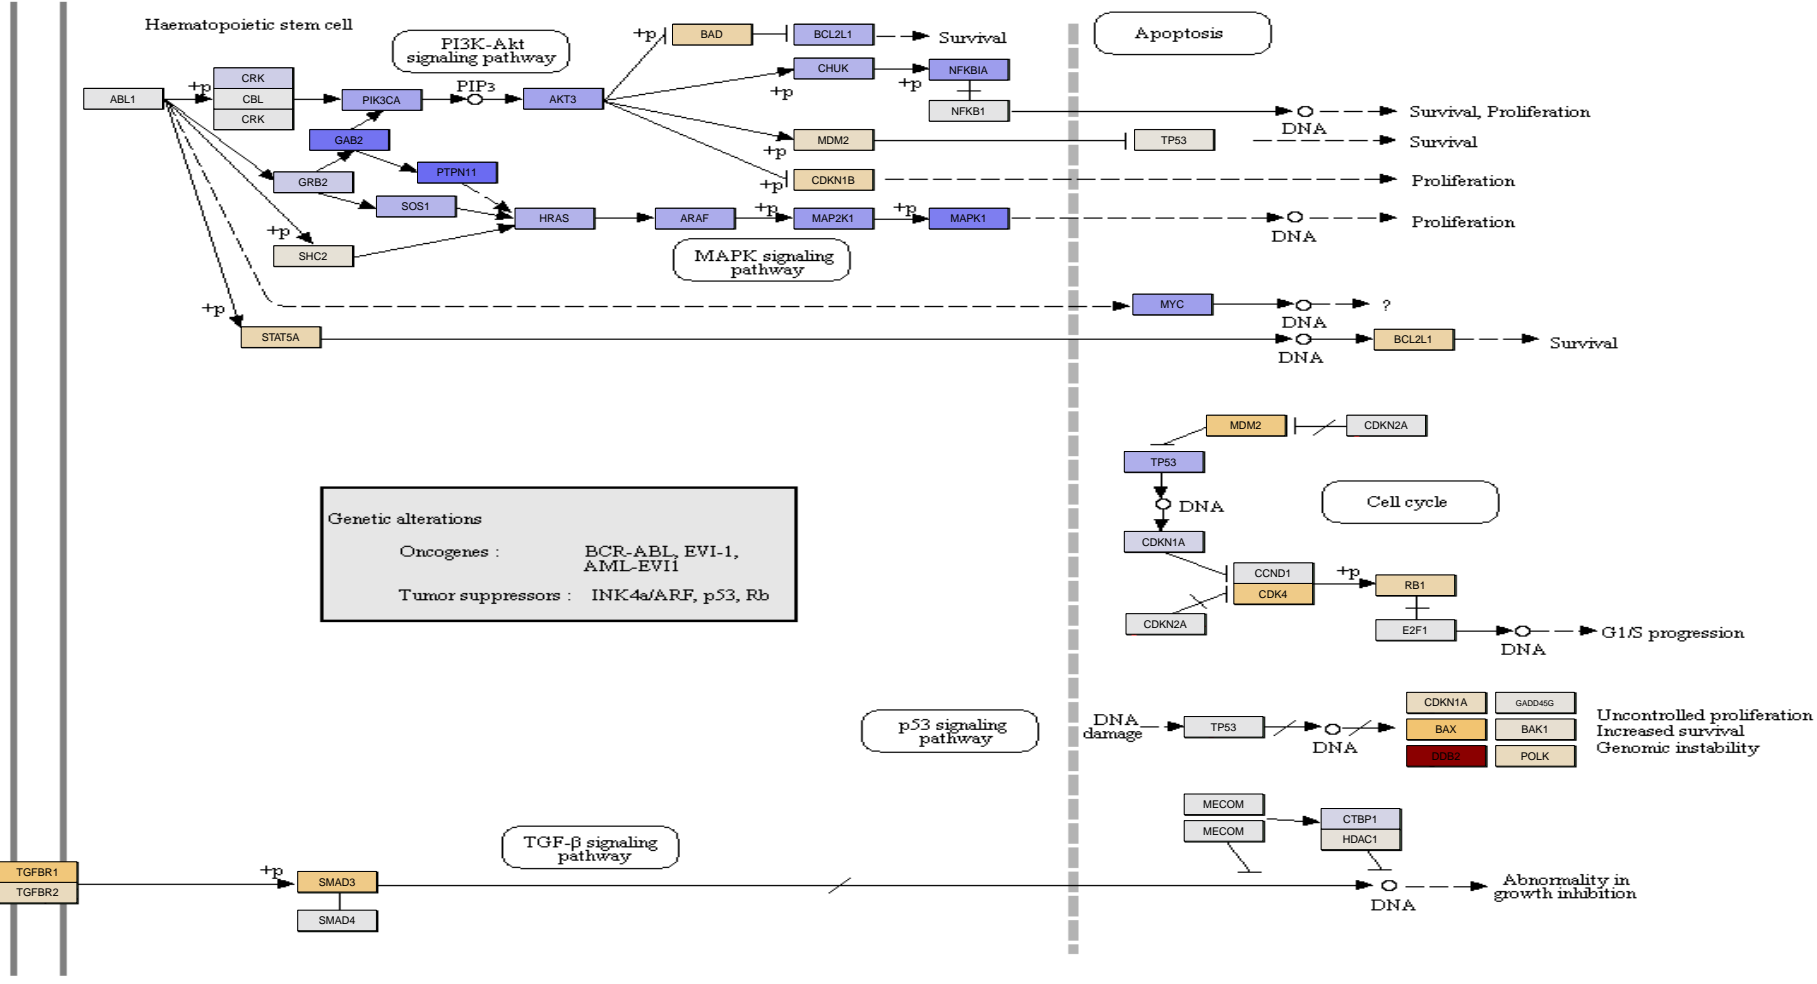 Haematopoietic stem cell
PI3K-Akt
signaling pathway
Apoptosis
+p
BAD
BCL2L1
Survival
CHUK
NFKBIA
+p
+p
ABL1
+p
CRK
CBL
CRK
PIK3CA
PIP3
AKT3
NFKB1
DNA
Survival, Proliferation
GAB2
MDM2
+p
TP53
Survival
GRB2
PTPN11
CDKN1B
+p
Proliferation
SOS1
HRAS
ARAF
+p
MAP2K1
+p
MAPK1
DNA
Proliferation
+p
SHC2
MAPK signaling
pathway
MYC
DNA
?
+p
STAT5A
DNA
BCL2L1
Survival
MDM2
CDKN2A
TP53
DNA
Cell cycle
CDKN1A
CCND1
CDK4
+p
RB1
CDKN2A
E2F1
DNA
G1/S progression
Genetic alterations
Oncogenes :
BCR-ABL, EVI-1,
AML-EVI1
Tumor suppressors :
INK4a/ARF, p53, Rb
p53 signaling
pathway
DNA
damage
TP53
DNA
CDKN1A
GADD45G
BAX
BAK1
DDB2
POLK
Uncontrolled proliferation
Increased survival
Genomic instability
MECOM
MECOM
CTBP1
HDAC1
TGF-β signaling
pathway
TGFBR1
TGFBR2
+p
SMAD3
SMAD4
DNA
Abnormality in
growth inhibition